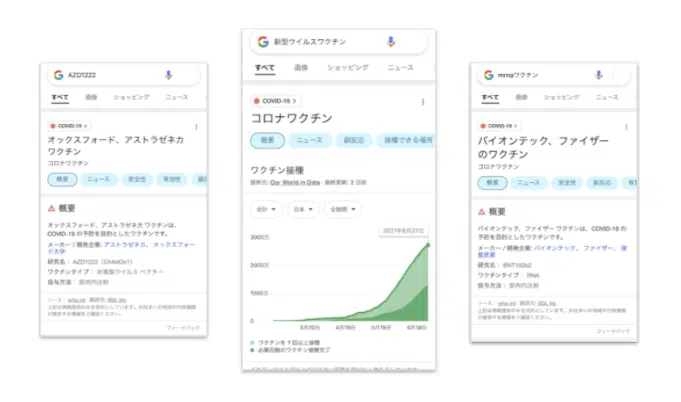 AZD1222
すべて 画像 ショッピング ニュース
COVID-19 >
オックスフォード、アストラゼネカ
ワクチン
コロナワクチン
概要 ニュース 安全性 有効性
概要
オックスフォード、アストラゼネカ ワクチンは、
COVID-19 の予防を目的としたワクチンです。
メーカー / 開発企業: アストラゼネカ、 オックスフォー
ド大学
研究名: AZD1222 (ChAdOx1)
ワクチンタイプ: 非複製ウイルス ベクター
投与方法: 筋肉内注射
ソース: who.int
フィードバック
新型ウイルスワクチン
すべて 画像 ショッピング ニュース
COVID-19 >
コロナワクチン
概要 ニュース 副反応 接種できる場所
ワクチン接種
提供元: Our World in Data · 最終更新: 3 日前
合計 日本 全期間
2021年6月27日
3000万
2000万
1000万
0
3月20日 4月19日 5月19日 6月18日
ワクチンを 1 回以上接種
必要回数のワクチン接種完了
mrnaワクチン
すべて 画像 ショッピング ニュース
COVID-19 >
バイオンテック、ファイザー
のワクチン
コロナワクチン
概要 ニュース 安全性 副反応
概要
バイオンテック、ファイザー ワクチンは、COVID-19 の
予防を目的としたワクチンです。
メーカー / 開発企業: バイオンテック、 ファイザー、 復
星医薬
研究名: BNT162b2
ワクチンタイプ: RNA
投与方法: 筋肉内注射
ソース: who.int
フィードバック